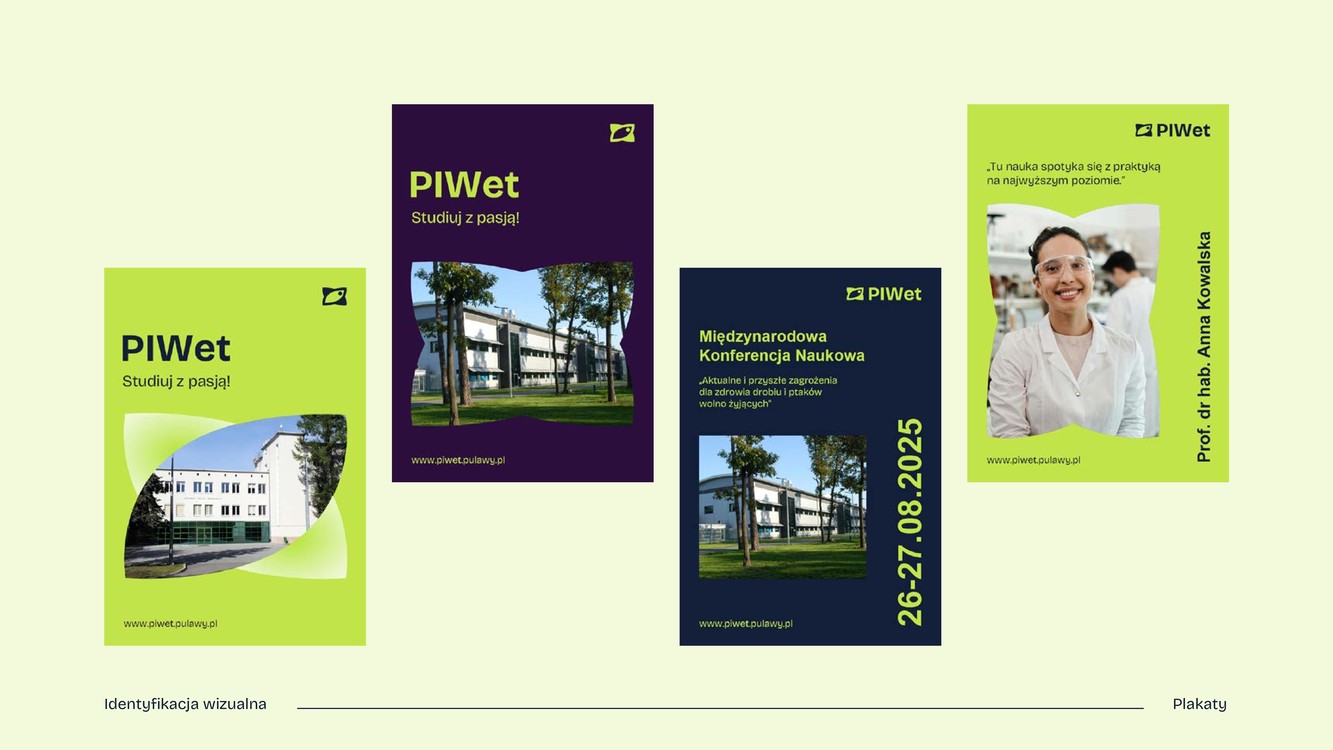 PIWet
Studiuj z pasją!
www.piwet.pulawy.pl
PIWet
Studiuj z pasją!
www.piwet.pulawy.pl
PIWet
Międzynarodowa
Konferencja Naukowa
„Aktualne i przyszłe zagrożenia
dla zdrowia drobiu i ptaków
wolno żyjących”
26-27.08.2025
www.piwet.pulawy.pl
PIWet
„Tu nauka spotyka się z praktyką
na najwyższym poziomie.”
Prof. dr hab. Anna Kowalska
www.piwet.pulawy.pl
Identyfikacja wizualna
Plakaty